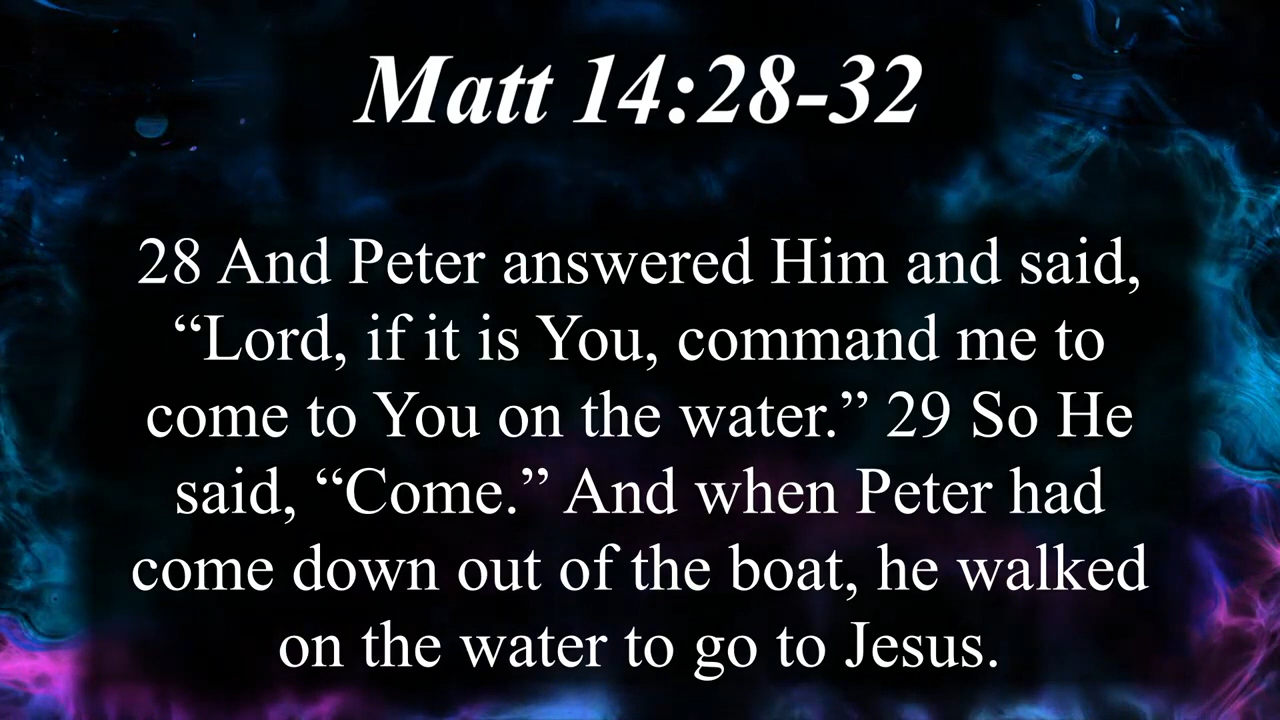 Matt 14:28-32
28 And Peter answered Him and said,
“Lord, if it is You, command me to
come to You on the water.” 29 So He
said, “Come.” And when Peter had
come down out of the boat, he walked
on the water to go to Jesus.